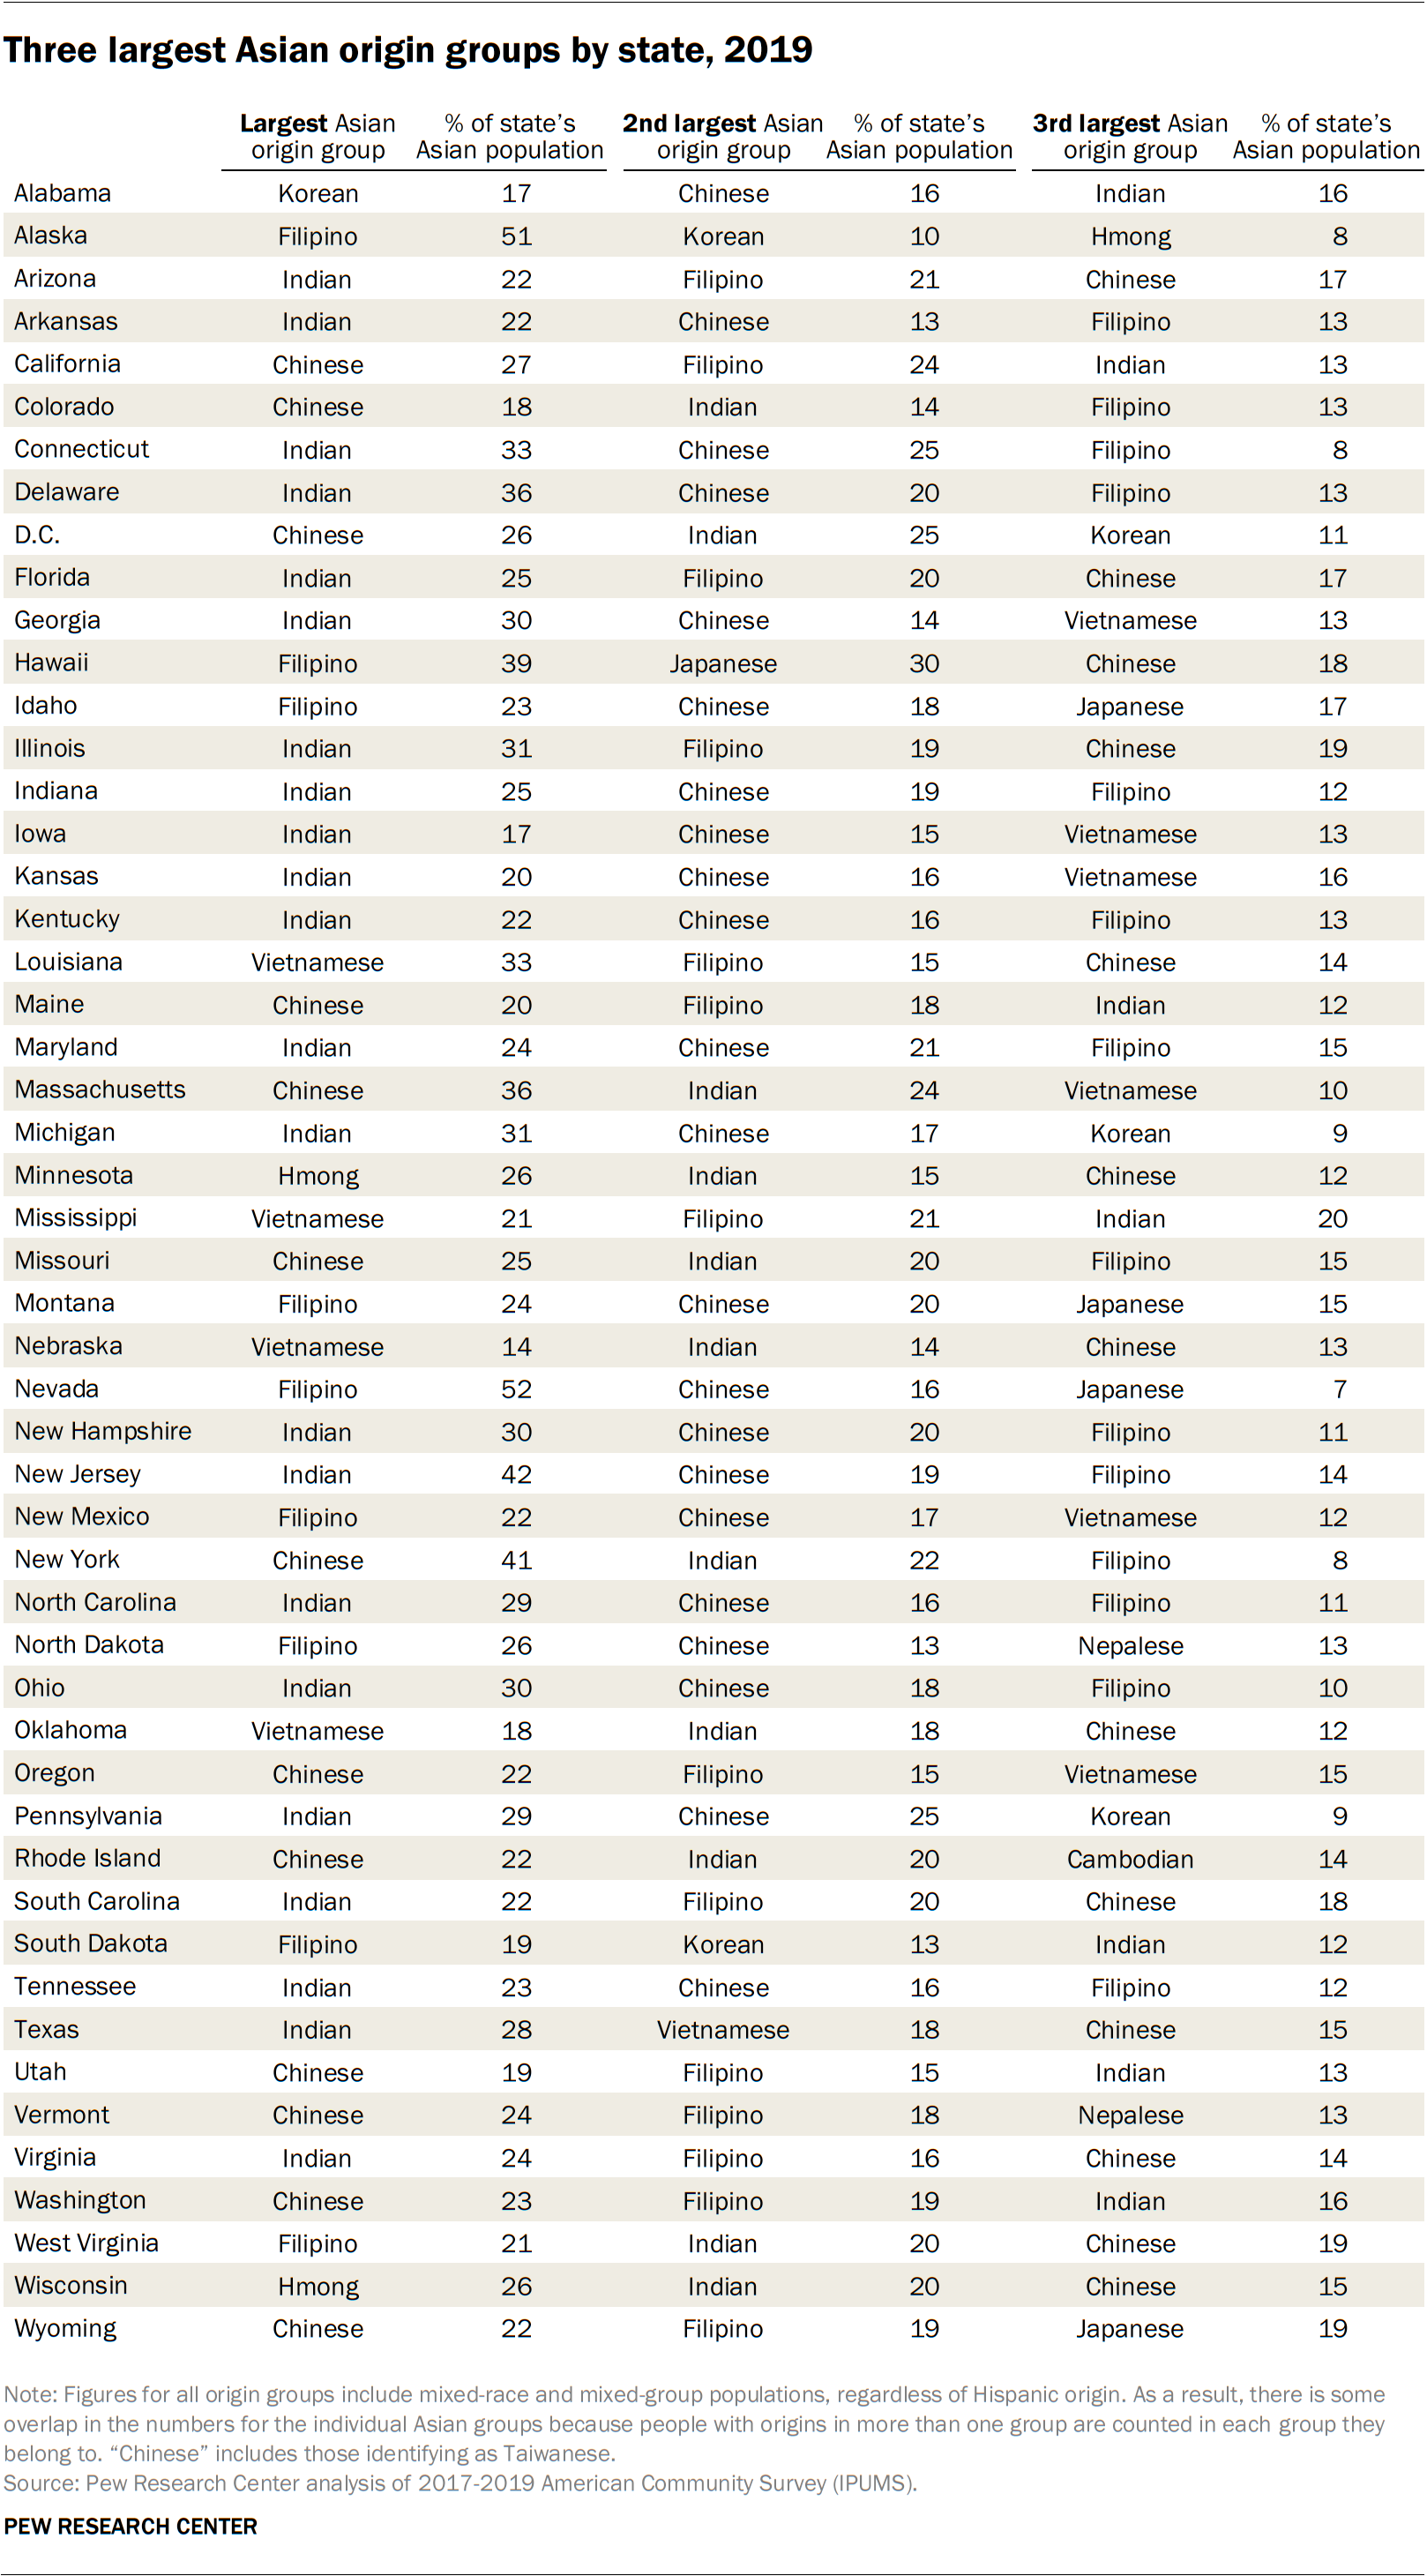 Three largest Asian origin groups by state, 2019
Largest Asian origin group % of state's Asian population 2nd largest Asian origin group % of state's Asian population 3rd largest Asian origin group % of state's Asian population
Alabama Korean 17 Chinese 16 Indian 16
Alaska Filipino 51 Korean 10 Hmong 8
Arizona Indian 22 Filipino 21 Chinese 17
Arkansas Indian 22 Chinese 13 Filipino 13
California Chinese 27 Filipino 24 Indian 13
Colorado Chinese 18 Indian 14 Filipino 13
Connecticut Indian 33 Chinese 25 Filipino 8
Delaware Indian 36 Chinese 20 Filipino 13
D.C. Chinese 26 Indian 25 Korean 11
Florida Indian 25 Filipino 20 Chinese 17
Georgia Indian 30 Chinese 14 Vietnamese 13
Hawaii Filipino 39 Japanese 30 Chinese 18
Idaho Filipino 23 Chinese 18 Japanese 17
Illinois Indian 31 Filipino 19 Chinese 19
Indiana Indian 25 Chinese 19 Filipino 12
Iowa Indian 17 Chinese 15 Vietnamese 13
Kansas Indian 20 Chinese 16 Vietnamese 16
Kentucky Indian 22 Chinese 16 Filipino 13
Louisiana Vietnamese 33 Filipino 15 Chinese 14
Maine Chinese 20 Filipino 18 Indian 12
Maryland Indian 24 Chinese 21 Filipino 15
Massachusetts Chinese 36 Indian 24 Vietnamese 10
Michigan Indian 31 Chinese 17 Korean 9
Minnesota Hmong 26 Indian 15 Chinese 12
Mississippi Vietnamese 21 Filipino 21 Indian 20
Missouri Chinese 25 Indian 20 Filipino 15
Montana Filipino 24 Chinese 20 Japanese 15
Nebraska Vietnamese 14 Indian 14 Chinese 13
Nevada Filipino 52 Chinese 16 Japanese 7
New Hampshire Indian 30 Chinese 20 Filipino 11
New Jersey Indian 42 Chinese 19 Filipino 14
New Mexico Filipino 22 Chinese 17 Vietnamese 12
New York Chinese 41 Indian 22 Filipino 8
North Carolina Indian 29 Chinese 16 Filipino 11
North Dakota Filipino 26 Chinese 13 Nepalese 13
Ohio Indian 30 Chinese 18 Filipino 10
Oklahoma Vietnamese 18 Indian 18 Chinese 12
Oregon Chinese 22 Filipino 15 Vietnamese 15
Pennsylvania Indian 29 Chinese 25 Korean 9
Rhode Island Chinese 22 Indian 20 Cambodian 14
South Carolina Indian 22 Filipino 20 Chinese 18
South Dakota Filipino 19 Korean 13 Indian 12
Tennessee Indian 23 Chinese 16 Filipino 12
Texas Indian 28 Vietnamese 18 Chinese 15
Utah Chinese 19 Filipino 15 Indian 13
Vermont Chinese 24 Filipino 18 Nepalese 13
Virginia Indian 24 Filipino 16 Chinese 14
Washington Chinese 23 Filipino 19 Indian 16
West Virginia Filipino 21 Indian 20 Chinese 19
Wisconsin Hmong 26 Indian 20 Chinese 15
Wyoming Chinese 22 Filipino 19 Japanese 19
Note: Figures for all origin groups include mixed-race and mixed-group populations, regardless of Hispanic origin. As a result, there is some
overlap in the numbers for the individual Asian groups because people with origins in more than one group are counted in each group they
belong to. “Chinese” includes those identifying as Taiwanese.
Source: Pew Research Center analysis of 2017-2019 American Community Survey (IPUMS).
PEW RESEARCH CENTER